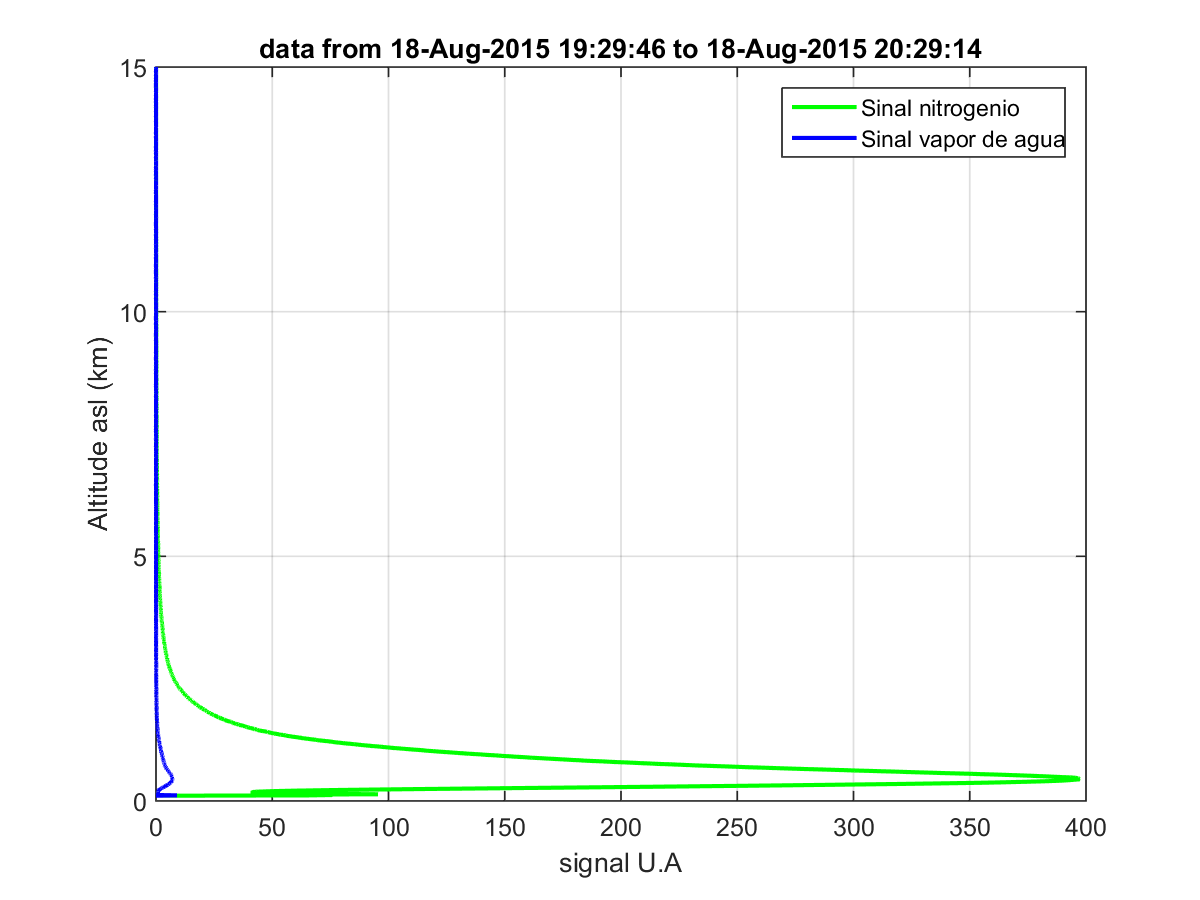 data from 18-Aug-2015 19:29:46 to 18-Aug-2015 20:29:14
Sinal nitrogenio
Sinal vapor de agua
15
10
5
0
Altitude asl (km)
0 50 100 150 200 250 300 350 400
signal U.A